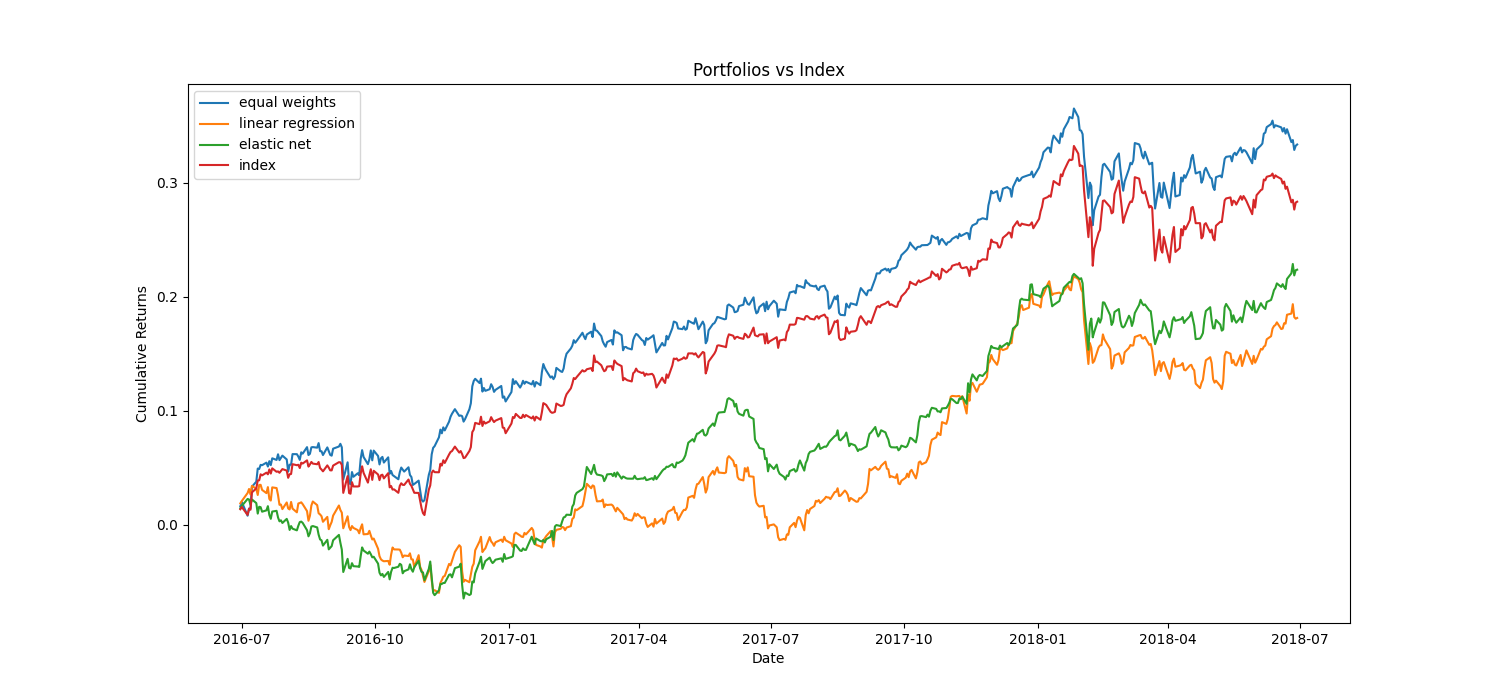 Portfolios vs Index
equal weights
linear regression
elastic net
index
Cumulative Returns
0.3
0.2
0.1
0.0
2016-07
2016-10
2017-01
2017-04
2017-07
2017-10
2018-01
2018-04
2018-07
Date